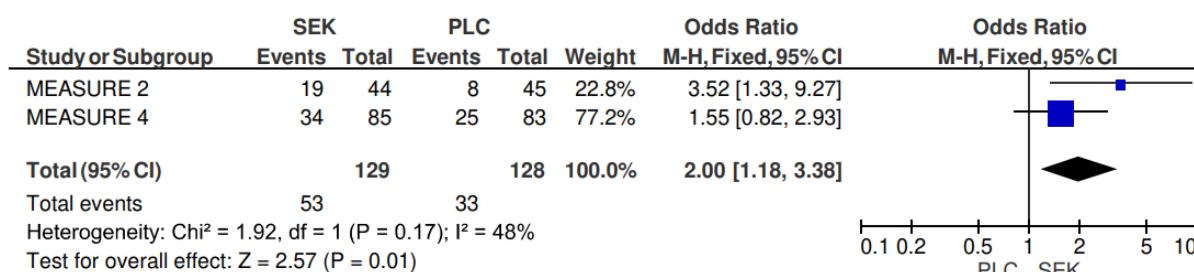 SEK PLC Odds Ratio Odds Ratio
Study or Subgroup Events Total Events Total Weight M-H, Fixed, 95% CI M-H, Fixed, 95% CI
MEASURE 2 19 44 8 45 22.8% 3.52 [1.33, 9.27]
MEASURE 4 34 85 25 83 77.2% 1.55 [0.82, 2.93]
Total (95% CI) 129 128 100.0% 2.00 [1.18, 3.38]
Total events 53 33
Heterogeneity: Chi² = 1.92, df = 1 (P = 0.17); I² = 48%
Test for overall effect: Z = 2.57 (P = 0.01)
0.1 0.2 0.5 1 2 5 10
PLC SEK